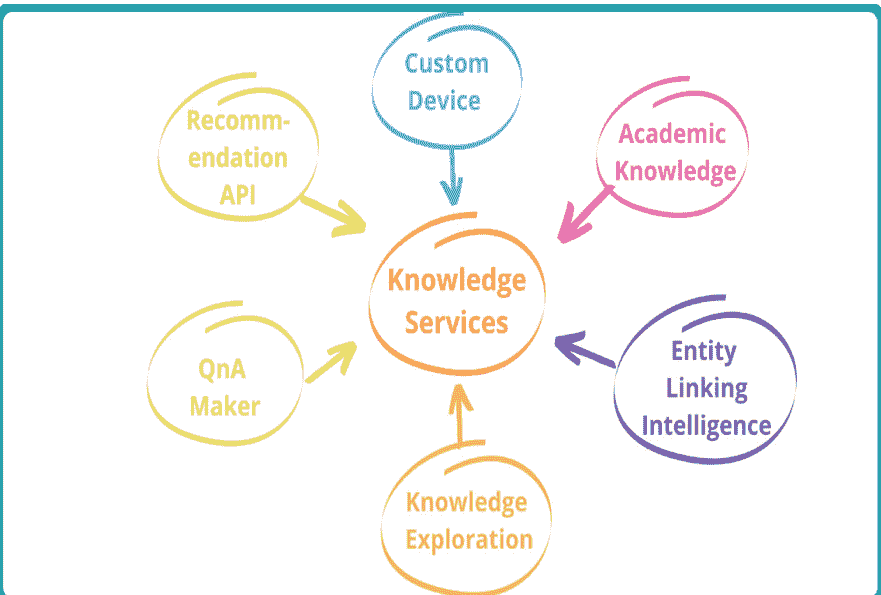 Custom
Device
Recomm-
endation
API
Academic
Knowledge
Knowledge
Services
QnA
Maker
Entity
Linking
Intelligence
Knowledge
Exploration